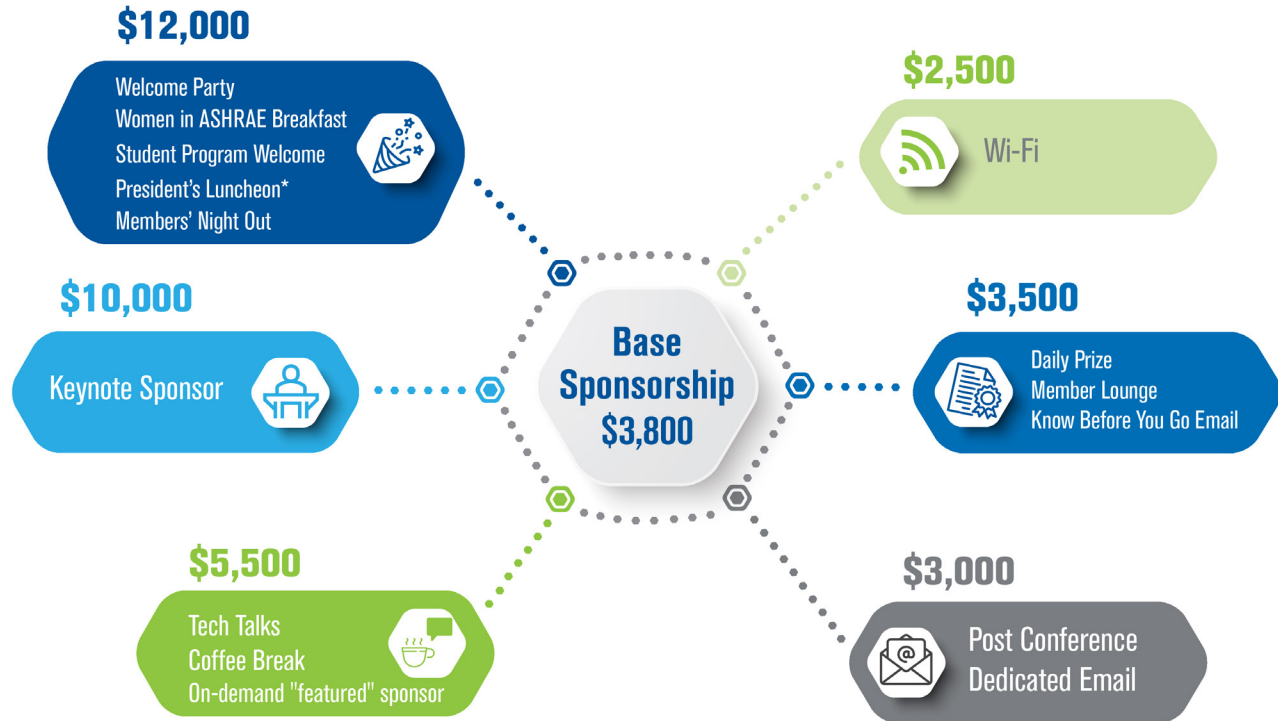 $12,000
Welcome Party
Women in ASHRAE Breakfast
Student Program Welcome
President’s Luncheon*
Members’ Night Out
$2,500
Wi-Fi
$10,000
Keynote Sponsor
Base
Sponsorship
$3,800
$3,500
Daily Prize
Member Lounge
Know Before You Go Email
$5,500
Tech Talks
Coffee Break
On-demand "featured" sponsor
$3,000
@
Post Conference
Dedicated Email